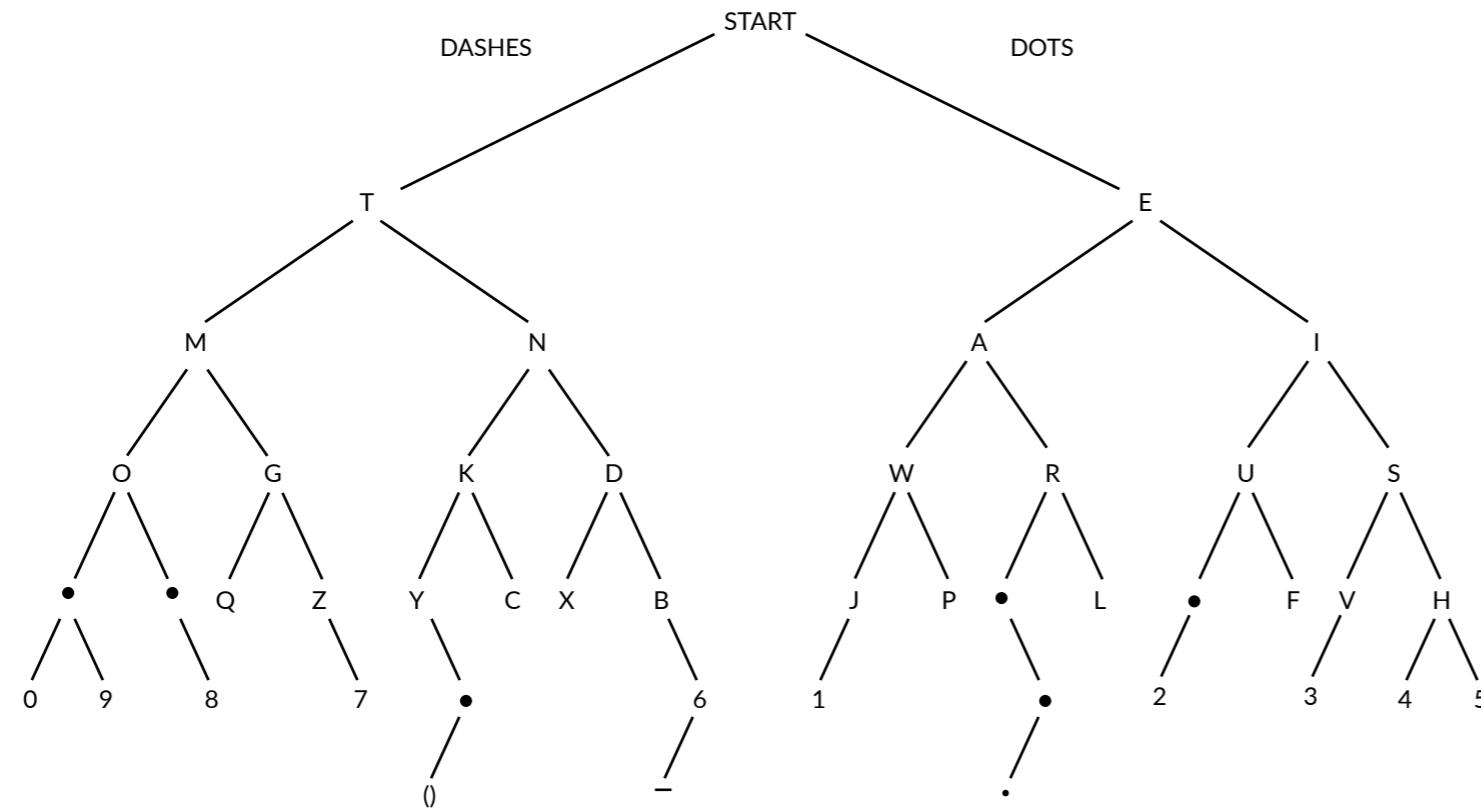 START
DASHES DOTS
T E
M N A I
O G K D W R U S
Q Z Y C X B J P L F V H
0 9 8 7 6 1 2 3 4 5
() – .